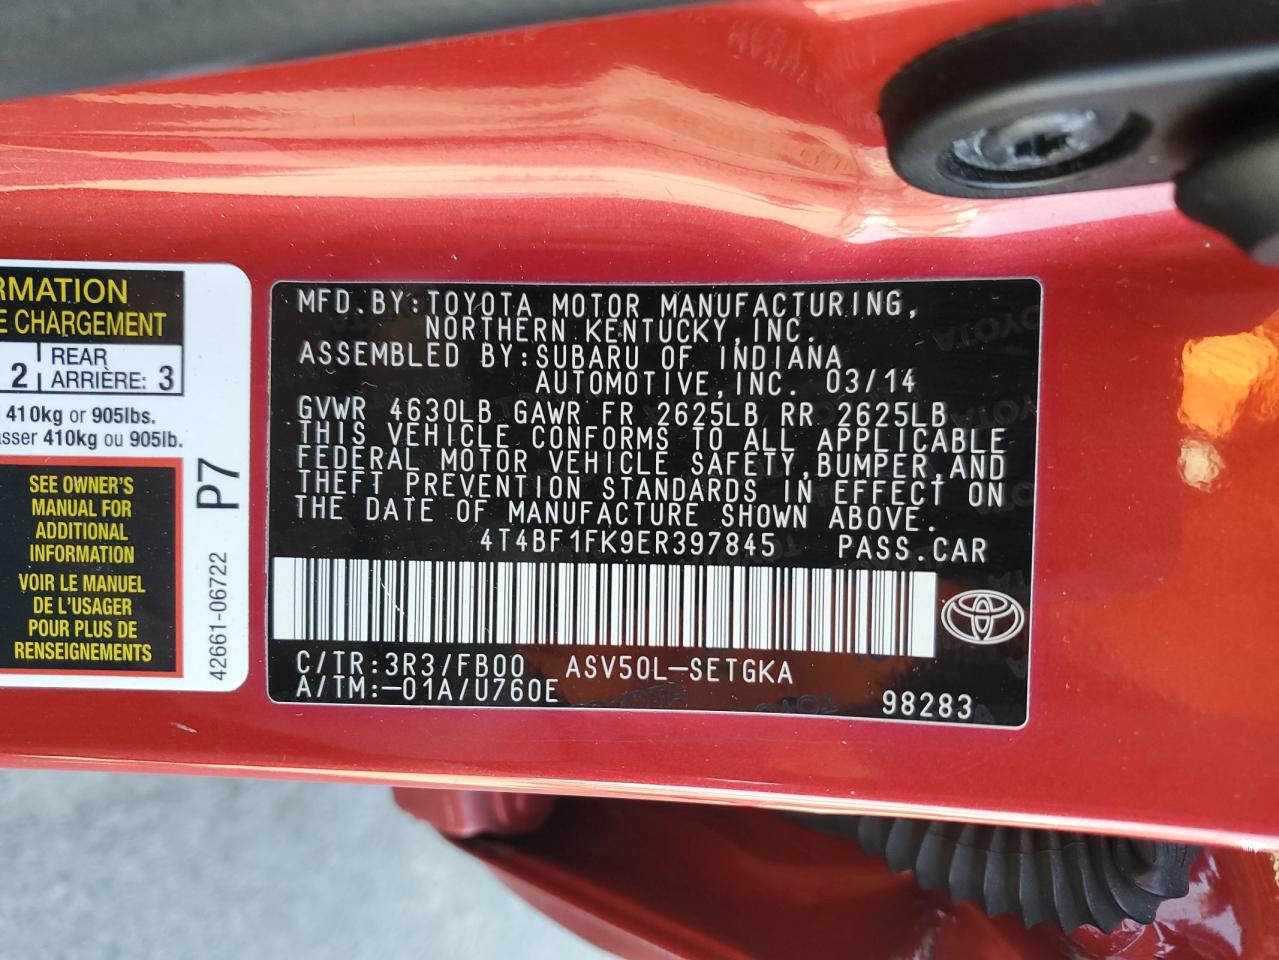 RMATION
E CHARGEMENT
2 REAR
ARRIÈRE: 3
410kg or 905lbs.
asser 410kg ou 905lb.
SEE OWNER'S
MANUAL FOR
ADDITIONAL
INFORMATION
VOIR LE MANUEL
DE L'USAGER
POUR PLUS DE
RENSEIGNEMENTS
P7
42661-06722
MFD.BY:TOYOTA MOTOR MANUFACTURING,
NORTHERN KENTUCKY,INC.
ASSEMBLED BY:SUBARU OF INDIANA
AUTOMOTIVE,INC. 03/14
GVWR 4630LB GAWR FR 2625LB RR 2625LB
THIS VEHICLE CONFORMS TO ALL APPLICABLE
FEDERAL MOTOR VEHICLE SAFETY,BUMPER,AND
THEFT PREVENTION STANDARDS IN EFFECT ON
THE DATE OF MANUFACTURE SHOWN ABOVE.
4T4BF1FK9ER397845 PASS.CAR
C/TR:3R3/FB00 ASV50L-SETGKA
A/TM:-01A/U760E
98283